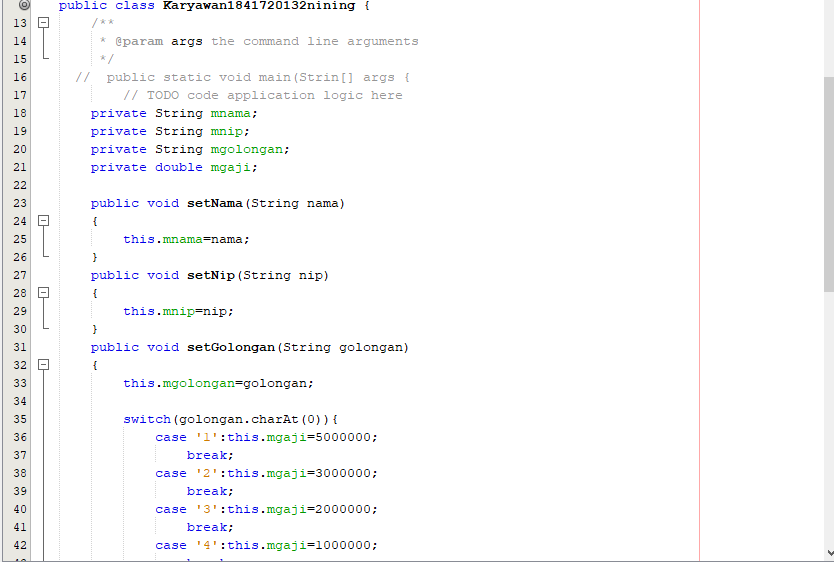 public class Karyawan1841720132nining {
13 /**
14 * @param args the command line arguments
15 */
16 // public static void main(Strin[] args {
17 // TODO code application logic here
18 private String mnama;
19 private String mnip;
20 private String mgolongan;
21 private double mgaji;
22
23 public void setNama(String nama)
24 {
25 this.mnama=nama;
26 }
27 public void setNip(String nip)
28 {
29 this.mnip=nip;
30 }
31 public void setGolongan(String golongan)
32 {
33 this.mgolongan=golongan;
34
35 switch(golongan.charAt(0)){
36 case '1':this.mgaji=5000000;
37 break;
38 case '2':this.mgaji=3000000;
39 break;
40 case '3':this.mgaji=2000000;
41 break;
42 case '4':this.mgaji=1000000;